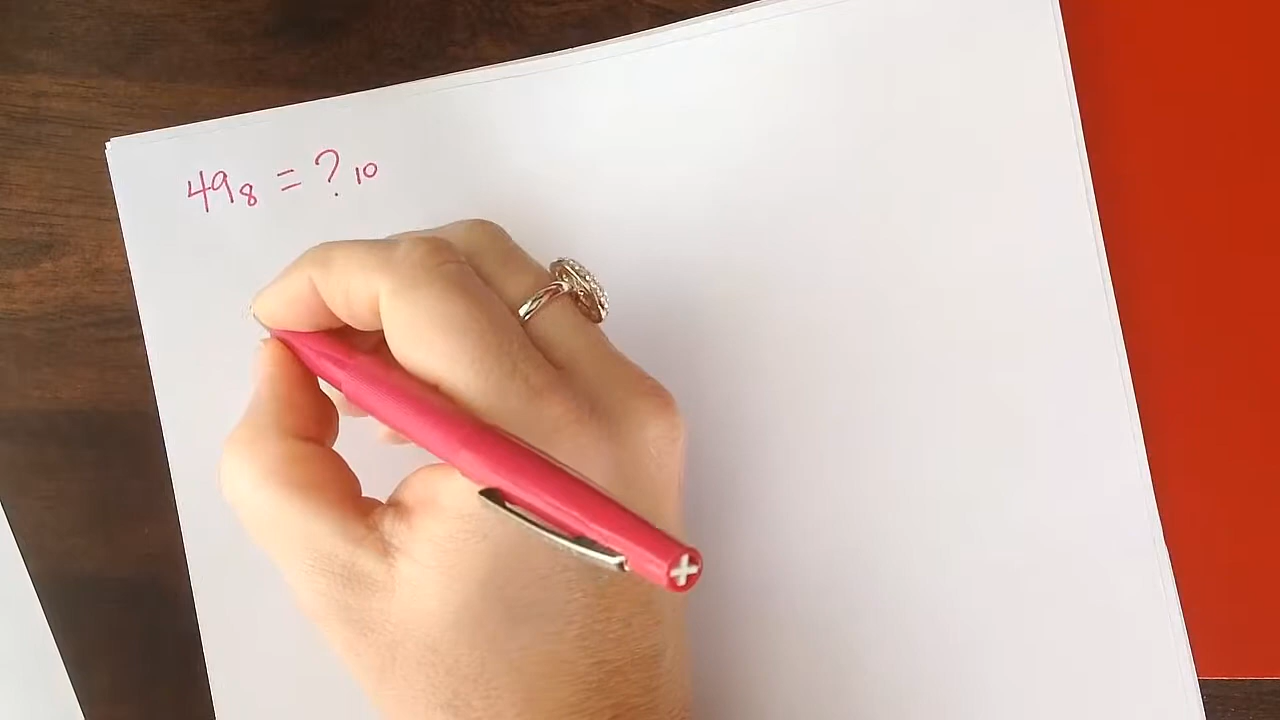 49₈ = ?₁₀